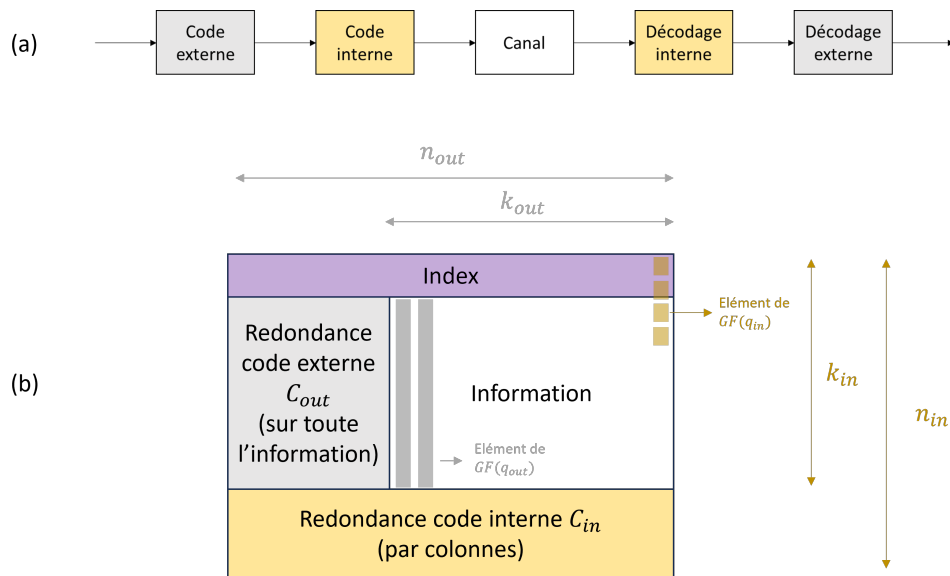 (a)
Code
externe
Code
interne
Canal
Décodage
interne
Décodage
externe
n_out
k_out
Index
Elément de
GF(q_in)
Redondance
code externe
C_out
(sur toute
l'information)
Information
k_in
(b)
n_in
Elément de
GF(q_out)
Redondance code interne C_in
(par colonnes)